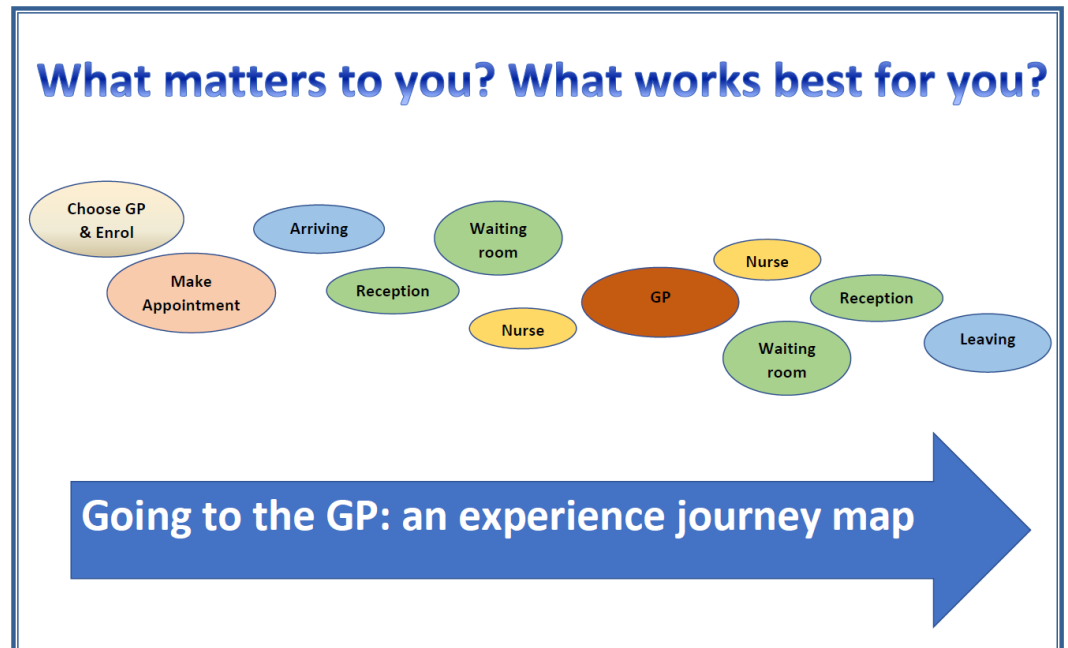 What matters to you? What works best for you?
Choose GP
& Enrol
Make
Appointment
Arriving
Reception
Waiting
room
Nurse
GP
Nurse
Waiting
room
Reception
Leaving
Going to the GP: an experience journey map